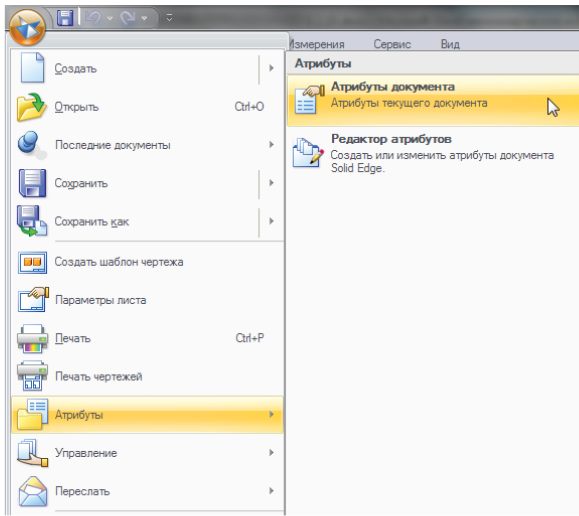 Измерения Сервис Вид
Атрибуты
Создать
Атрибуты документа
Атрибуты текущего документа
Открыть Ctrl+O
Редактор атрибутов
Создать или изменить атрибуты документа
Solid Edge.
Последние документы
Сохранить
Сохранить как
Создать шаблон чертежа
Параметры листа
Печать Ctrl+P
Печать чертежей
Атрибуты
Управление
Переслать